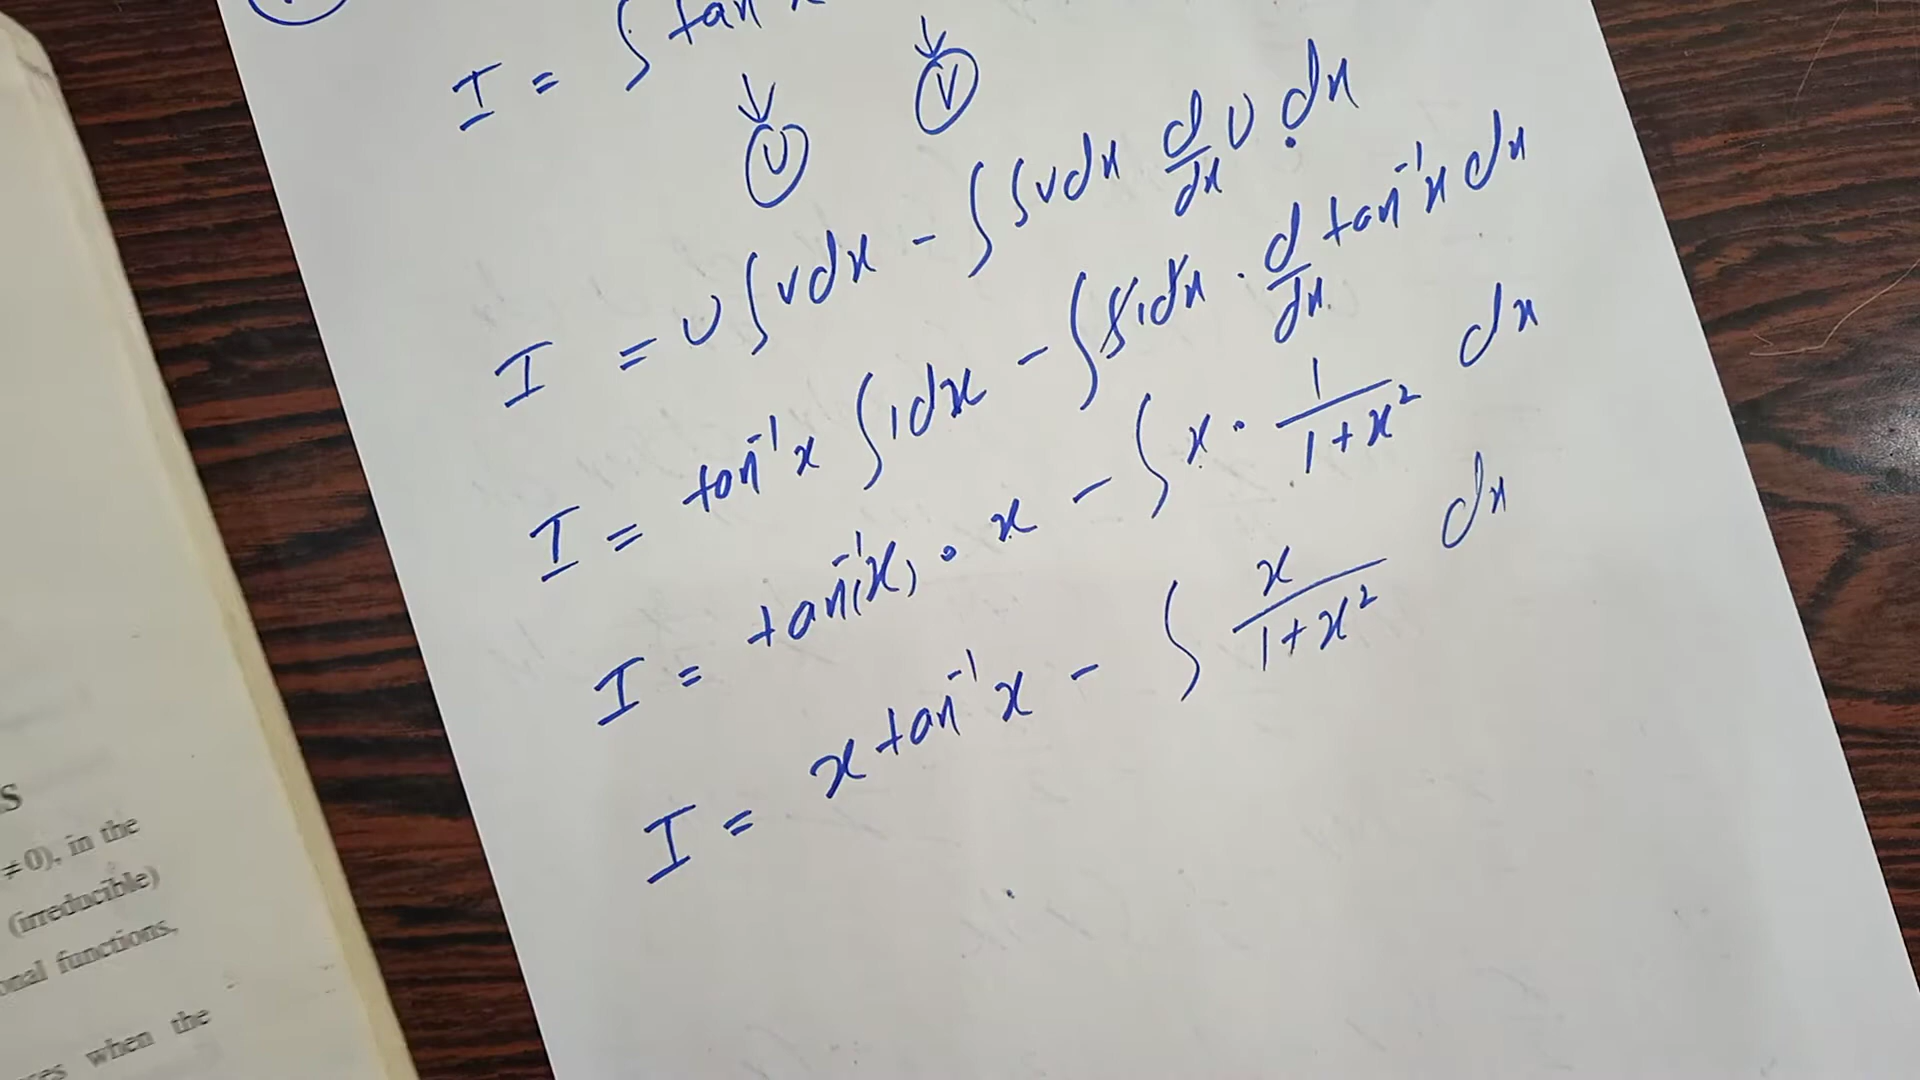 I = ∫ tan⁻¹x
U V
I = U ∫ v dx - ∫ ∫ v dx d/dx U . dx
I = tan⁻¹x ∫ 1 dx - ∫ ∫ 1 dx . d/dx tan⁻¹x dx
I = tan⁻¹(x) . x - ∫ x . 1/(1+x²) dx
I = x tan⁻¹x - ∫ x/(1+x²) dx
S
≠0), in the
(irreducible)
onal functions,
when the